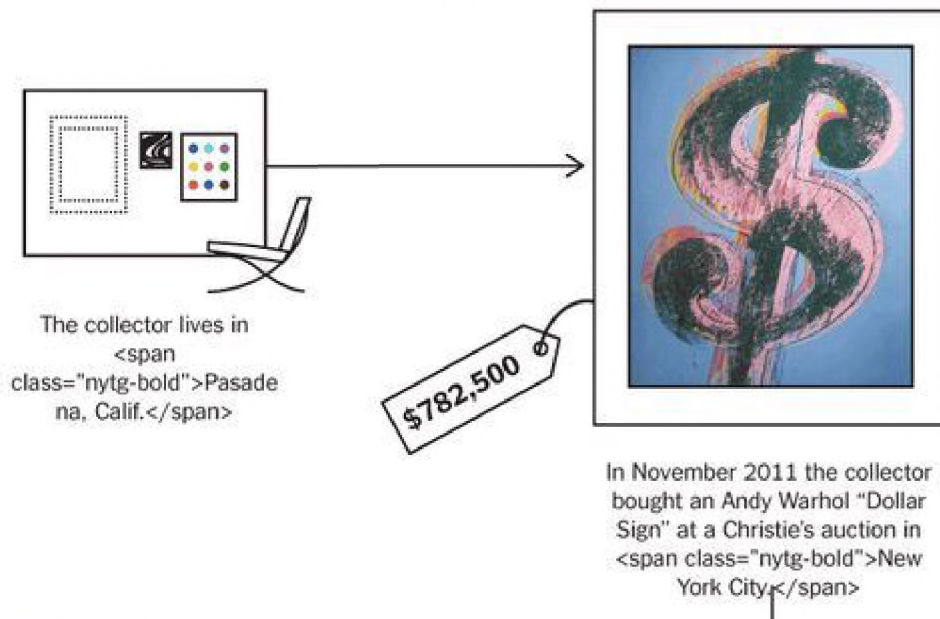 The collector lives in
<span
class="nytg-bold">Pasade
na, Calif.</span>
$782,500
In November 2011 the collector
bought an Andy Warhol “Dollar
Sign” at a Christie's auction in
<span class="nytg-bold">New
York City.</span>